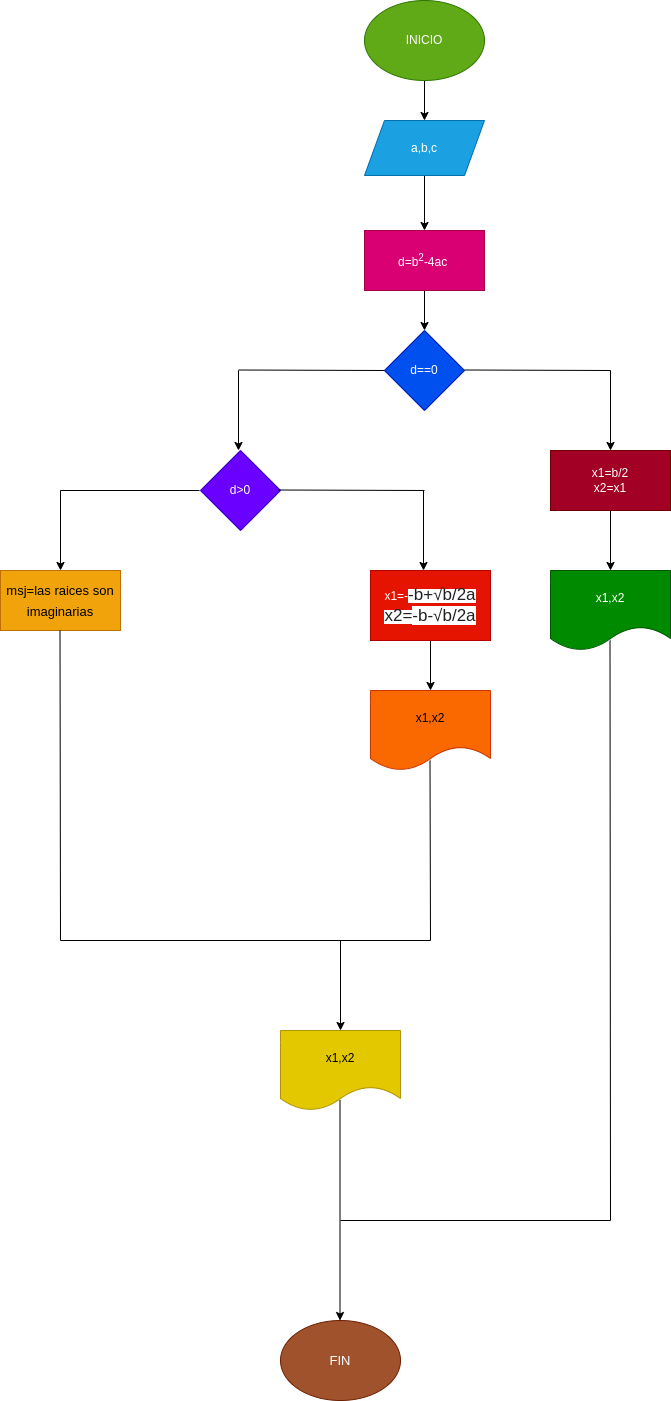 INICIO
a,b,c
d=b²-4ac
d==0
d>0
x1=b/2
x2=x1
msj=las raices son
imaginarias
x1=-b+√b/2a
x2=-b-√b/2a
x1,x2
x1,x2
x1,x2
FIN